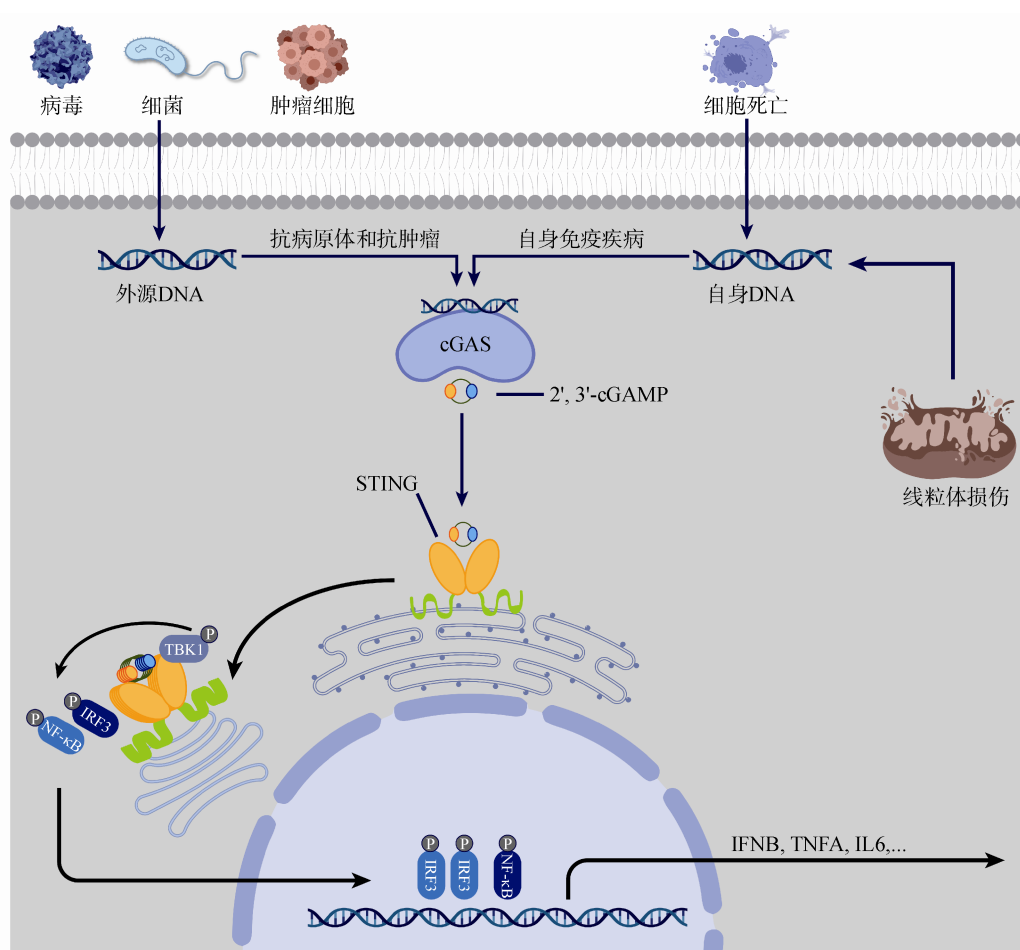 病毒
细菌
肿瘤细胞
细胞死亡
抗病原体和抗肿瘤
自身免疫疾病
外源DNA
自身DNA
cGAS
2', 3'-cGAMP
线粒体损伤
STING
P
TBK1
P
IRF3
P
NF-κB
IFNB, TNFA, IL6,...
P
P
P
IRF3
IRF3
NF-κB